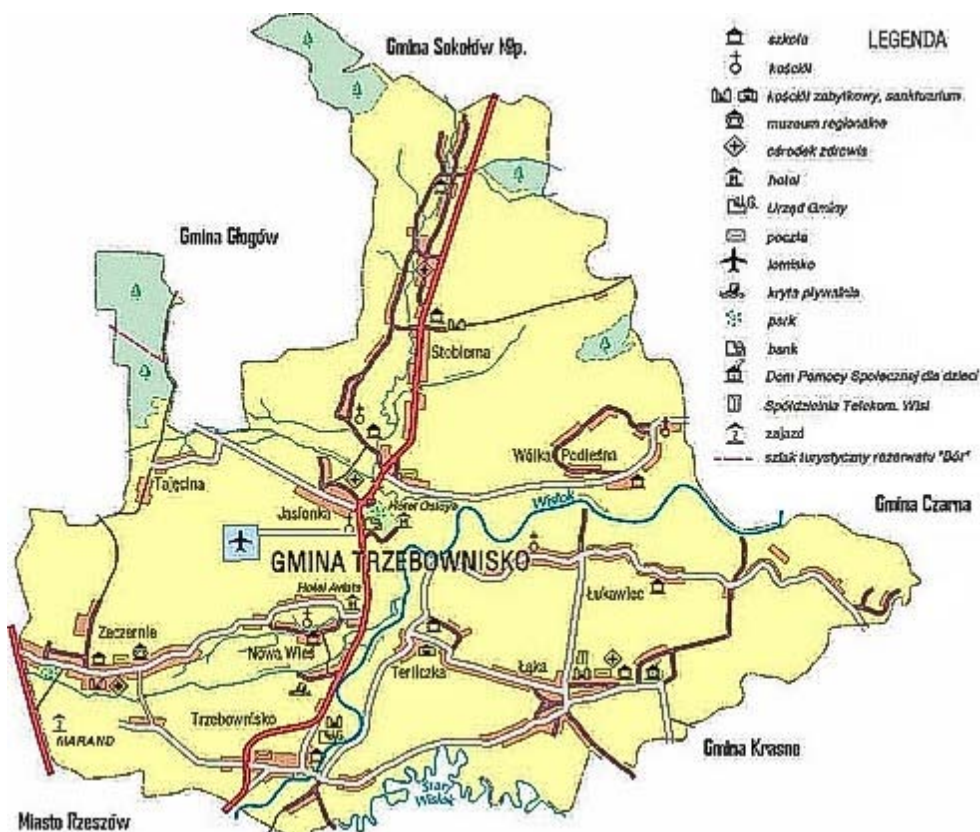 Gmina Sokołów Młp.
LEGENDA
szkoła
kościół
kościół zabytkowy, sanktuarium
muzeum regionalne
ośrodek zdrowia
hotel
U.G. Urząd Gminy
poczta
lotnisko
kryta pływalnia
park
bank
Dom Pomocy Społecznej dla dzieci
Spółdzielnia Telekom. Wisł
zajazd
szlak turystyczny rezerwatu "Bór"
Gmina Głogów
Stobierna
Wólka Podleśna
Tajęcina
Jasionka
Hotel Ostoya
Wisłok
Gmina Czarna
GMINA TRZEBOWNISKO
Hotel Aviata
Łukawiec
Zaczernie
Nowa Wieś
Terliczka
Łąka
Trzebownisko
U.G.
MARAND
Gmina Krasne
Stary
Wisłok
Miasto Rzeszów